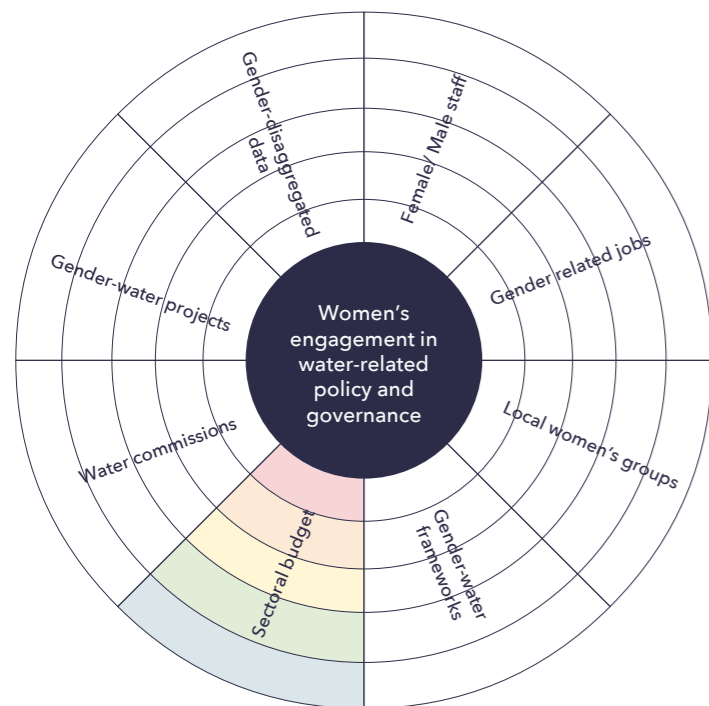 Gender-disaggregated
data
Female/ Male staff
Gender related jobs
Gender-water projects
Women's
engagement in
water-related
policy and
governance
Water commissions
Local women's groups
Sectoral budget
Gender-water
frameworks